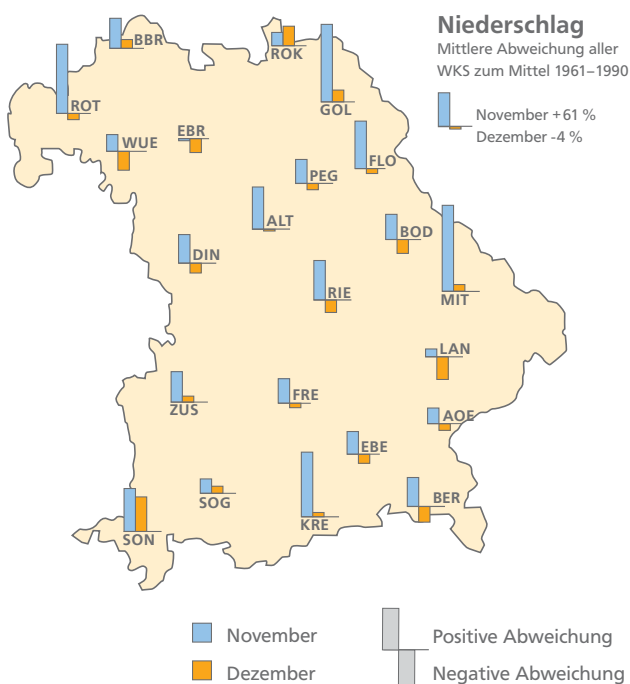 Niederschlag
Mittlere Abweichung aller
WKS zum Mittel 1961–1990
November +61 %
Dezember -4 %
BBR
ROK
ROT
GOL
WUE
EBR
FLO
PEG
ALT
BOD
DIN
RIE
MIT
LAN
ZUS
FRE
AOE
EBE
SOG
BER
KRE
SON
November
Positive Abweichung
Dezember
Negative Abweichung